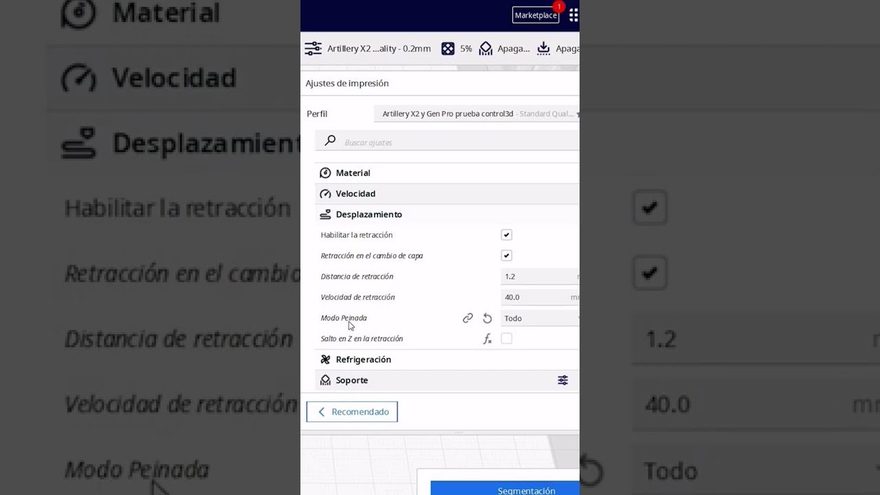 Marketplace
1
Artillery X2 ...ality - 0.2mm
5%
Apaga...
Apaga
Ajustes de impresión
Perfil
Artillery X2 y Gen Pro prueba control3d - Standard Qual...
Buscar ajustes
Material
Velocidad
Desplazamiento
Habilitar la retracción
Retracción en el cambio de capa
Distancia de retracción
1.2
Velocidad de retracción
40.0
Modo Peinada
Todo
Salto en Z en la retracción
Refrigeración
Soporte
Recomendado
Segmentación
Material
Velocidad
Desplazamient
Habilitar la retracción
Retracción en el cambio
Distancia de retracción
1.2
Velocidad de retracción
40.0
Modo Peinada
Todo